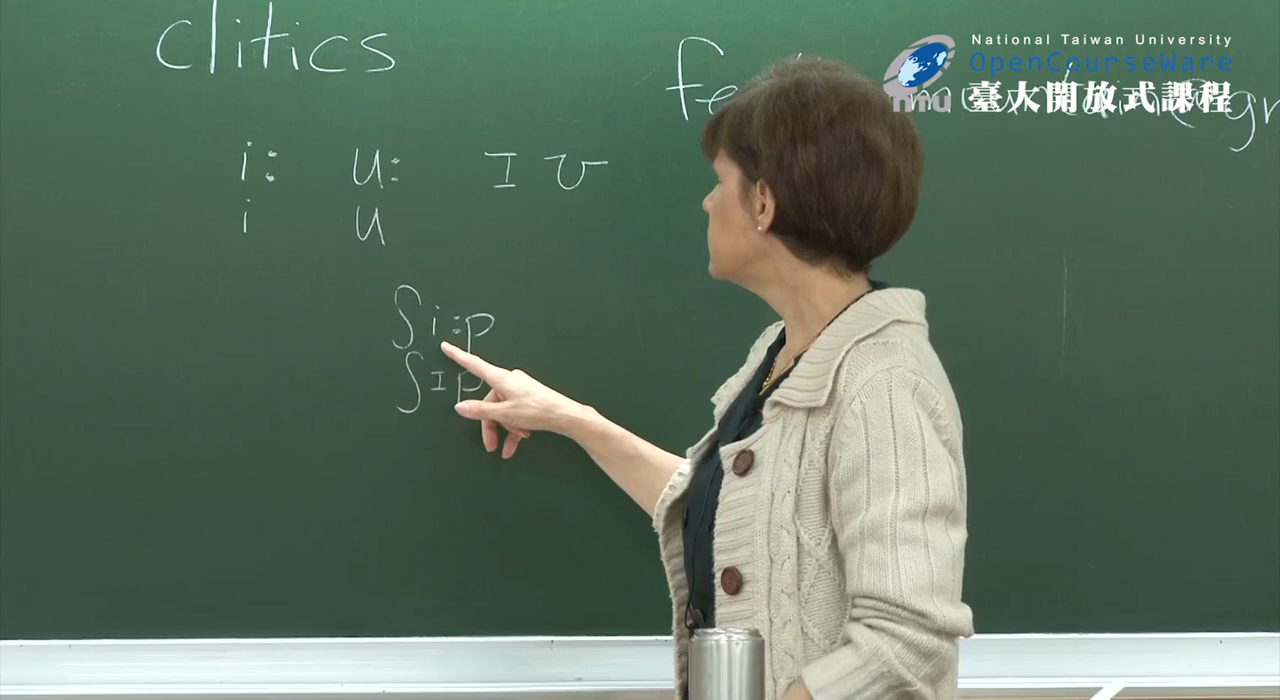 clitics
National Taiwan University
OpenCourseWare
臺大開放式課程
i: u: ɪ ʊ
i u
ʃi:p
ʃɪp